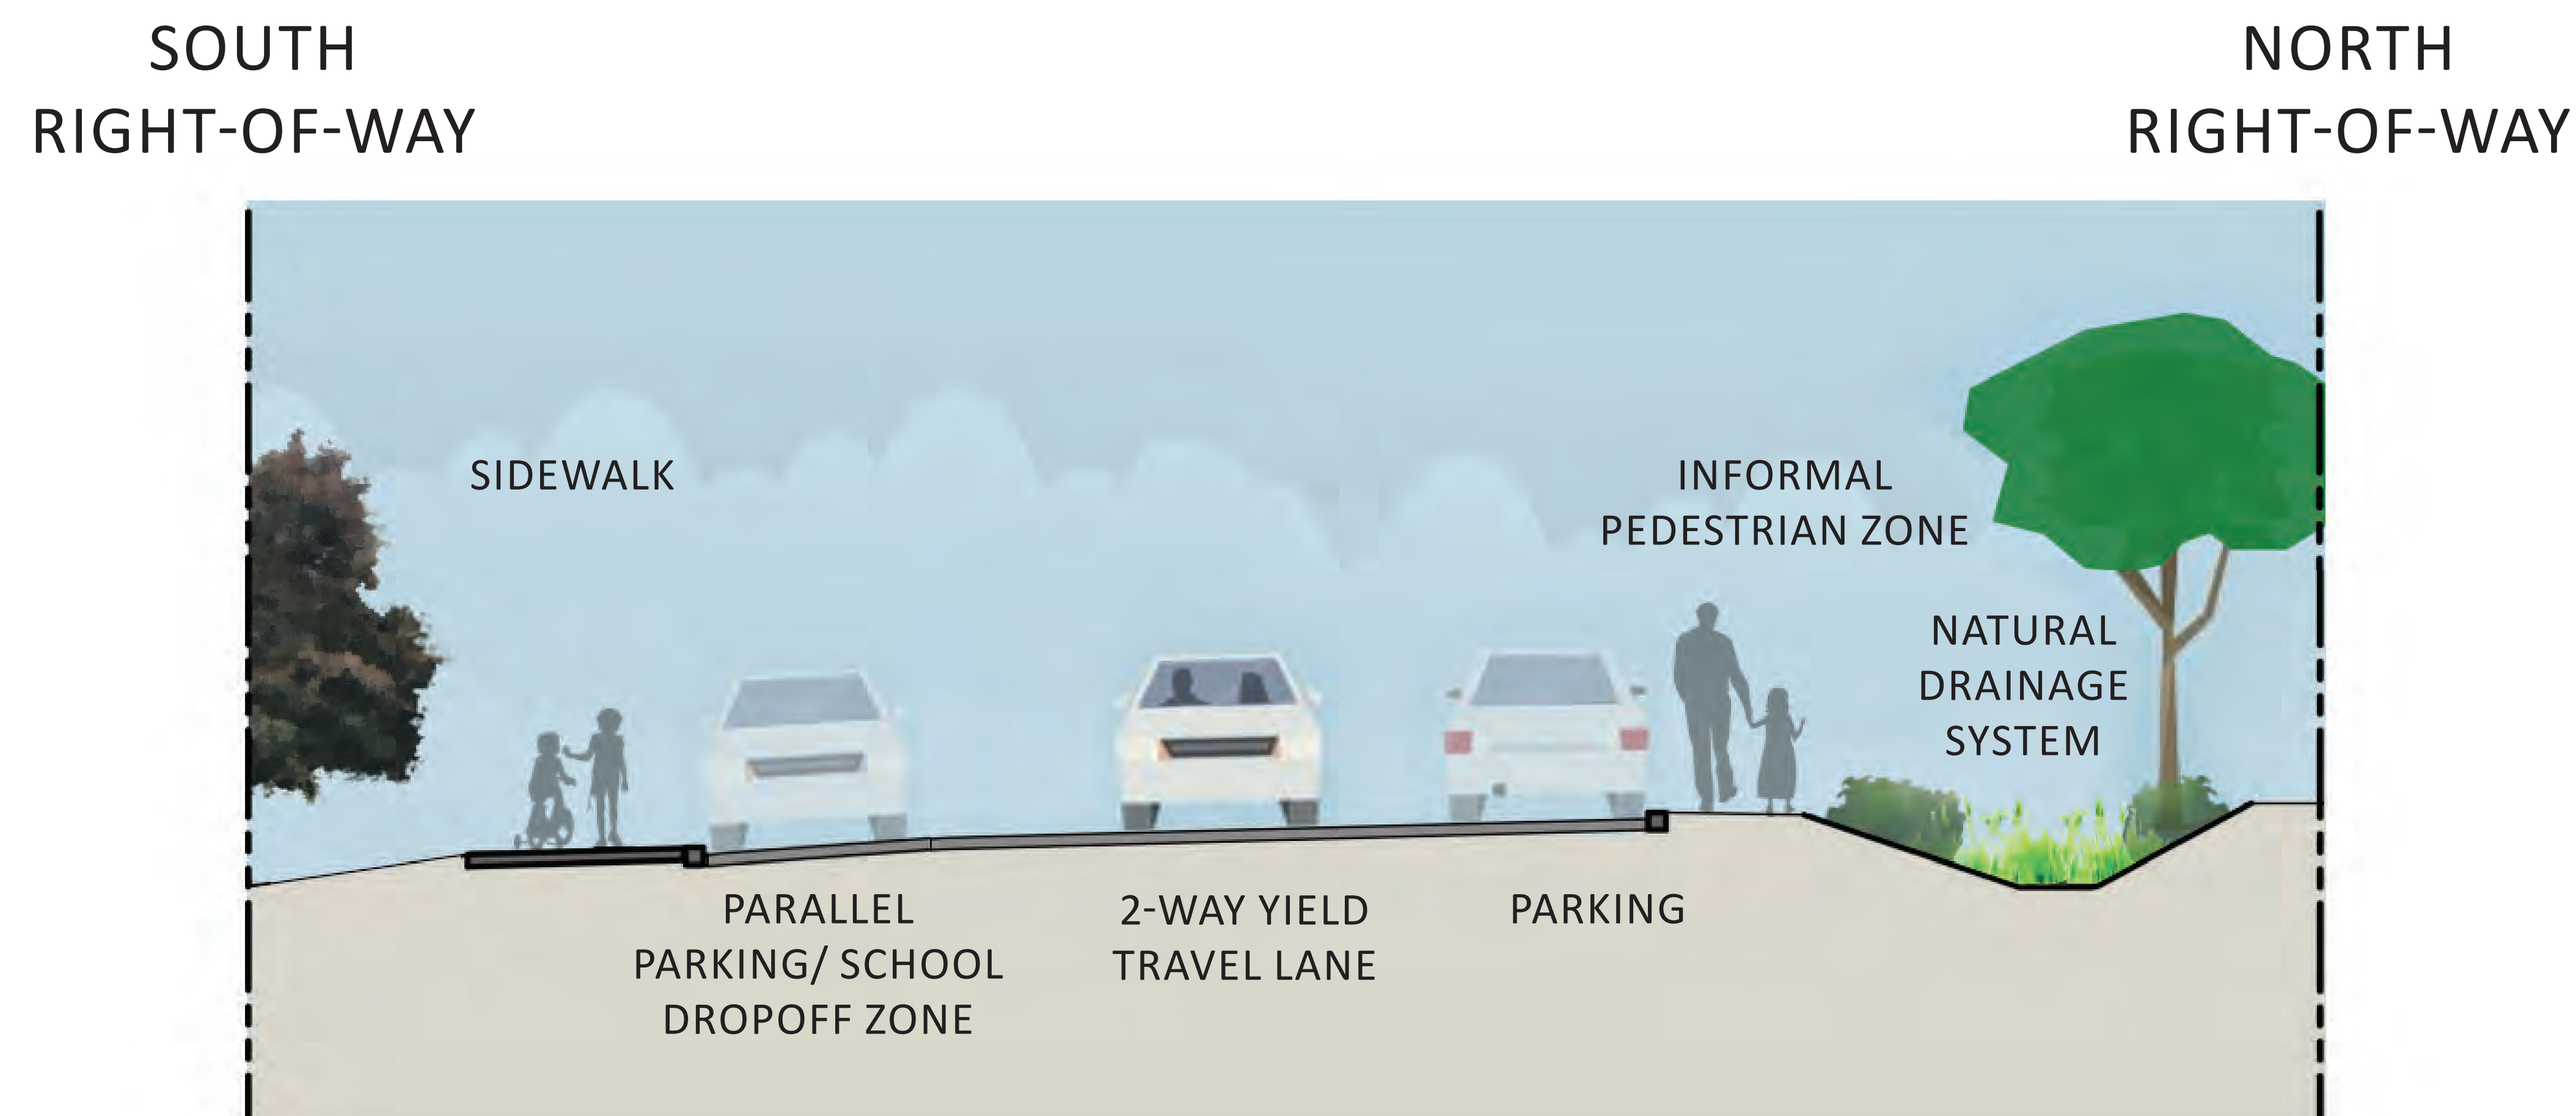 SOUTH
RIGHT-OF-WAY
NORTH
RIGHT-OF-WAY
SIDEWALK
INFORMAL
PEDESTRIAN ZONE
NATURAL
DRAINAGE
SYSTEM
PARALLEL
PARKING/ SCHOOL
DROPOFF ZONE
2-WAY YIELD
TRAVEL LANE
PARKING